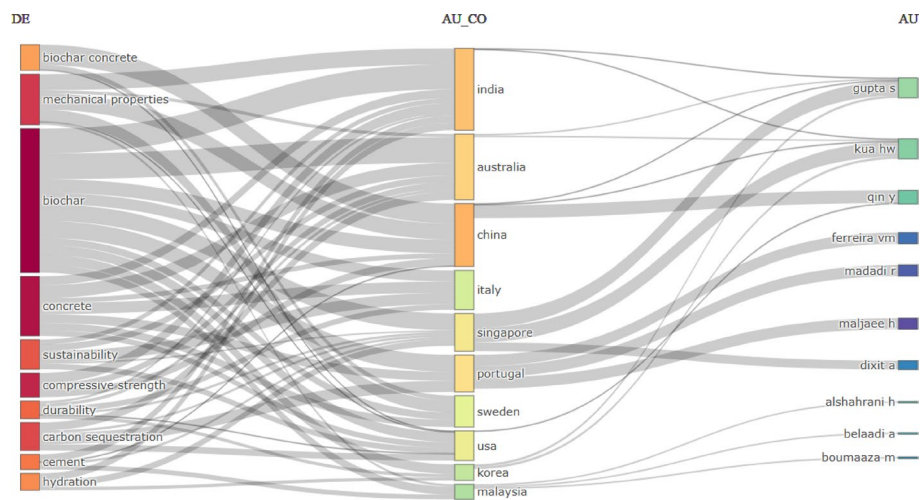 DE AU_CO AU
biochar concrete
mechanical properties
biochar
concrete
sustainability
compressive strength
durability
carbon sequestration
cement
hydration
india
australia
china
italy
singapore
portugal
sweden
usa
korea
malaysia
gupta s
kua hw
qin y
ferreira vm
madadi r
maljaee h
dixit a
alshahrani h
belaadi a
boumaaza m